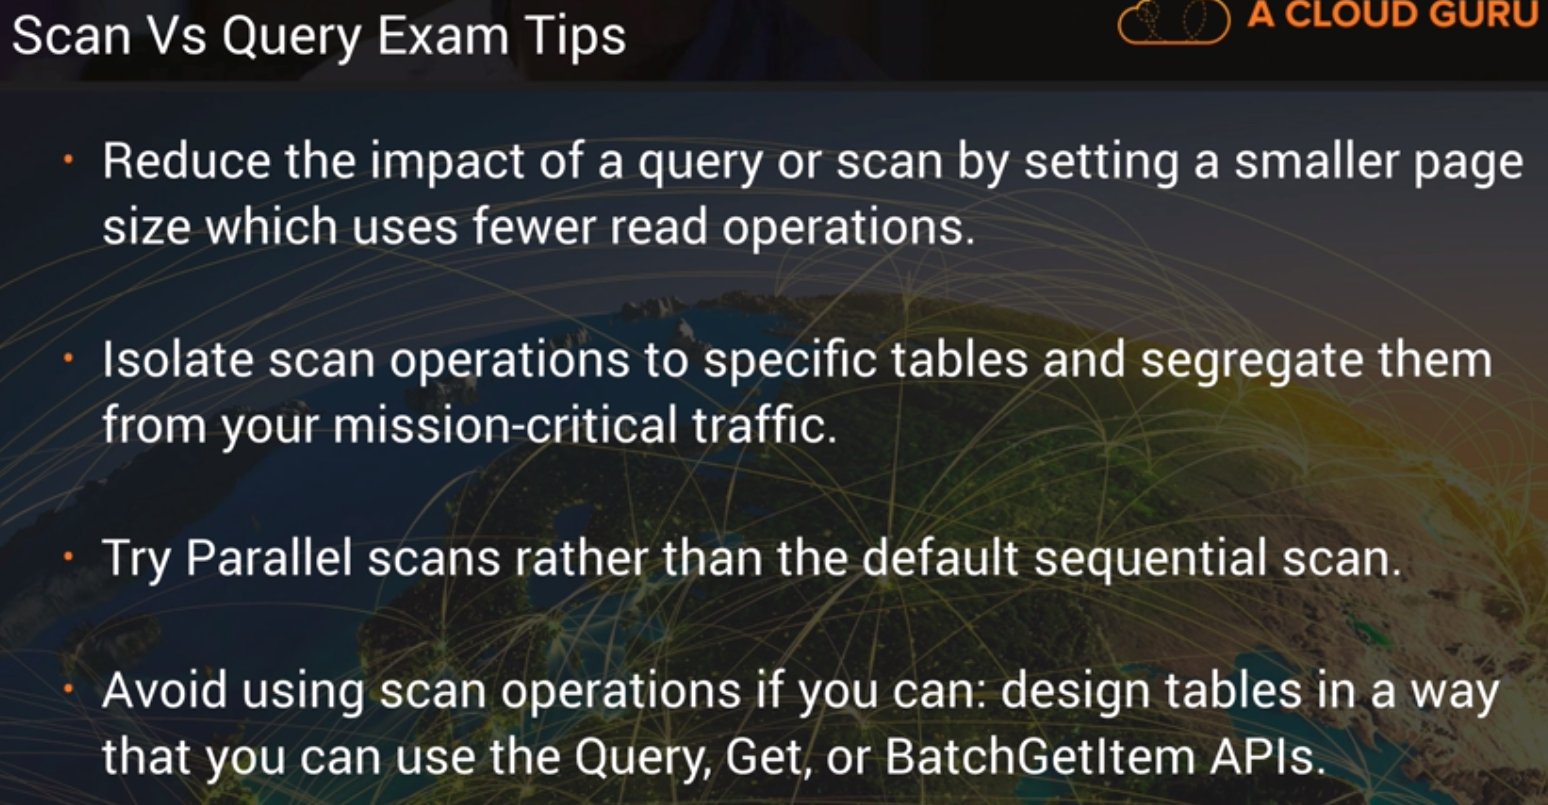 Scan Vs Query Exam Tips
A CLOUD GURU
• Reduce the impact of a query or scan by setting a smaller page
size which uses fewer read operations.
• Isolate scan operations to specific tables and segregate them
from your mission-critical traffic.
• Try Parallel scans rather than the default sequential scan.
• Avoid using scan operations if you can: design tables in a way
that you can use the Query, Get, or BatchGetItem APIs.